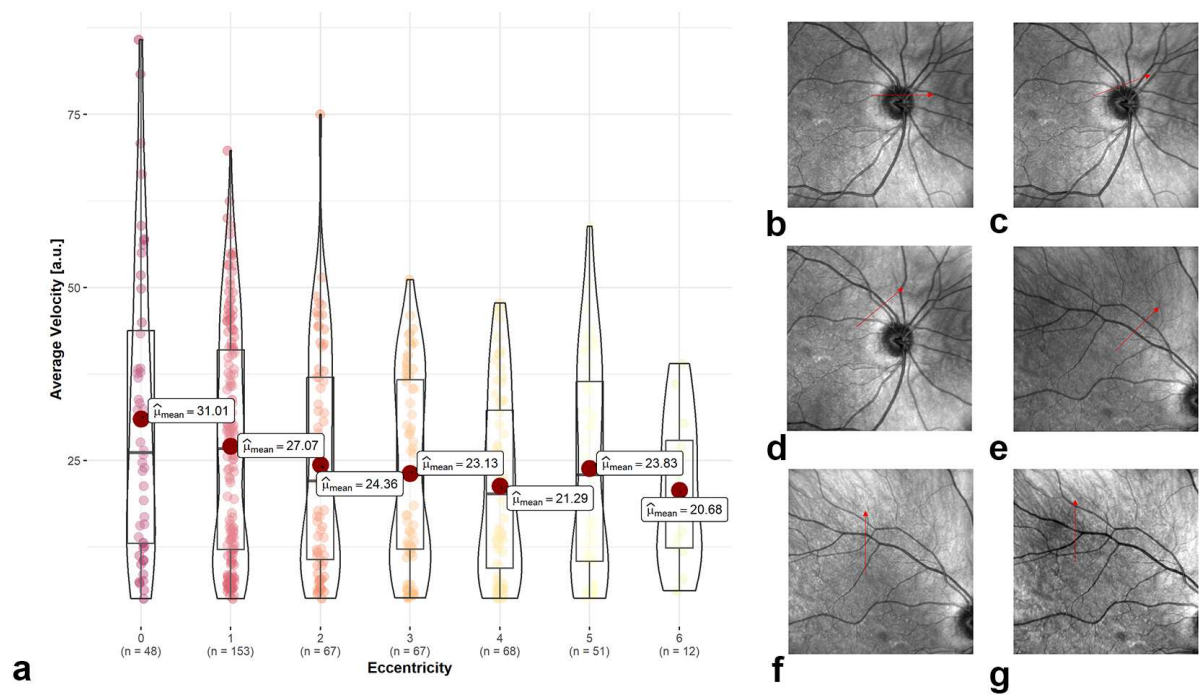 a
Average Velocity [a.u.]
75
50
25
μ̂mean = 31.01
μ̂mean = 27.07
μ̂mean = 24.36
μ̂mean = 23.13
μ̂mean = 21.29
μ̂mean = 23.83
μ̂mean = 20.68
0 1 2 3 4 5 6
(n = 48) (n = 153) (n = 67) (n = 67) (n = 68) (n = 51) (n = 12)
Eccentricity
b
c
d
e
f
g